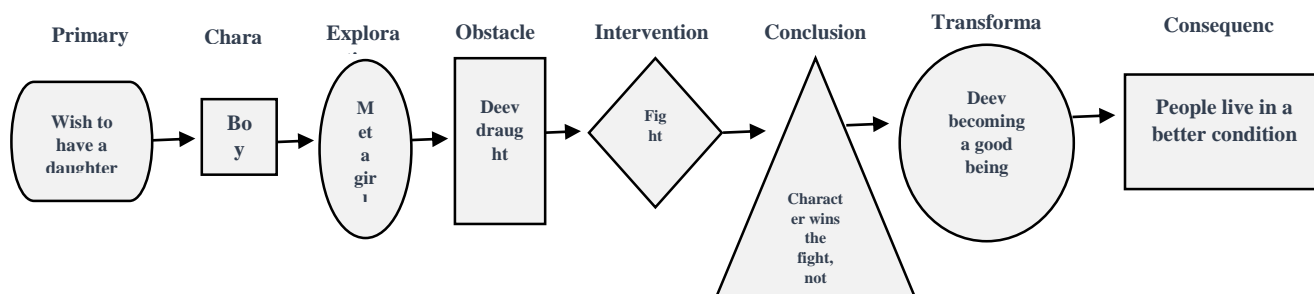 Primary
Chara
Explora
Obstacle
Intervention
Conclusion
Transforma
Consequenc
Wish to
have a
daughter
Bo
y
M
et
a
gir
l
Deev
draug
ht
Fig
ht
Charact
er wins
the
fight,
not
Deev
becoming
a good
being
People live in a
better condition